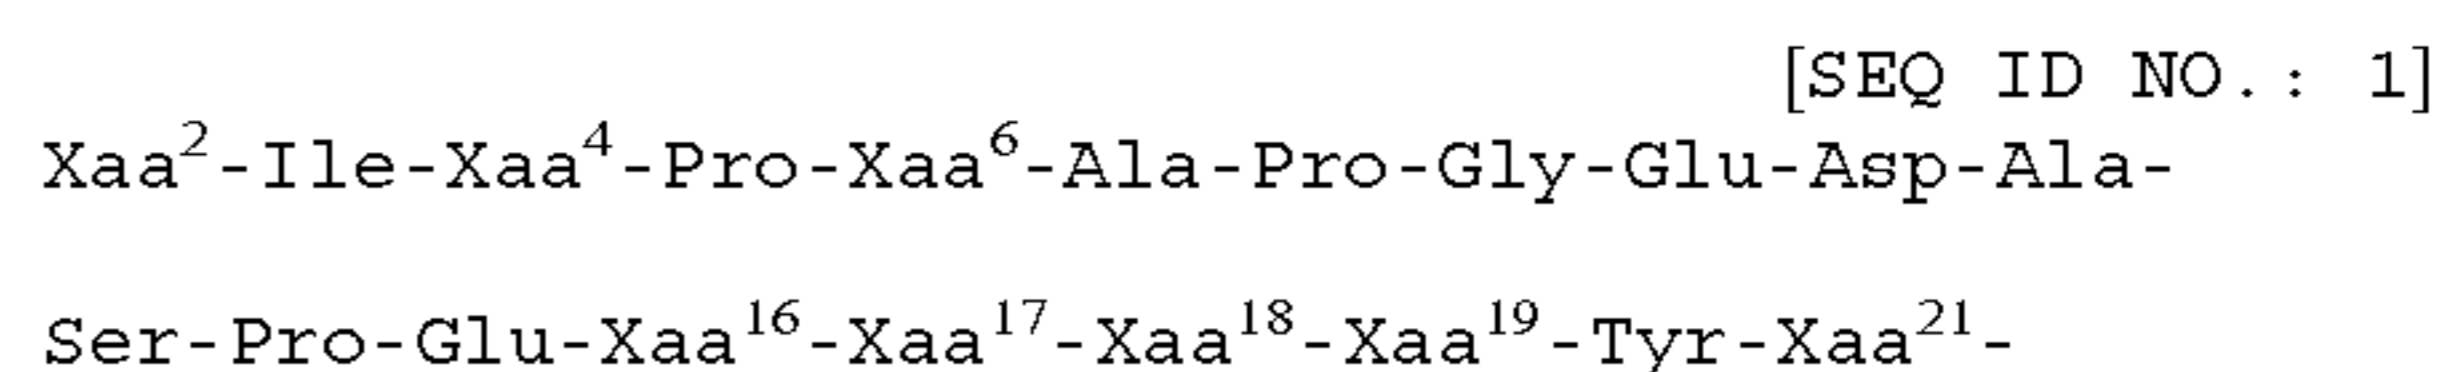 [SEQ ID NO.: 1]
Xaa²-Ile-Xaa⁴-Pro-Xaa⁶-Ala-Pro-Gly-Glu-Asp-Ala-
Ser-Pro-Glu-Xaa¹⁶-Xaa¹⁷-Xaa¹⁸-Xaa¹⁹-Tyr-Xaa²¹-